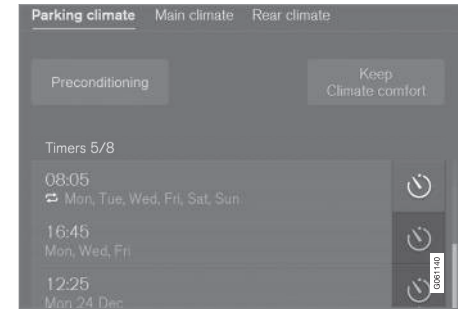 Parking climate Main climate Rear climate
Preconditioning
Keep
Climate comfort
Timers 5/8
08:05
Mon, Tue, Wed, Fri, Sat, Sun
16:45
Mon, Wed, Fri
12:25
Mon 24 Dec
G061140